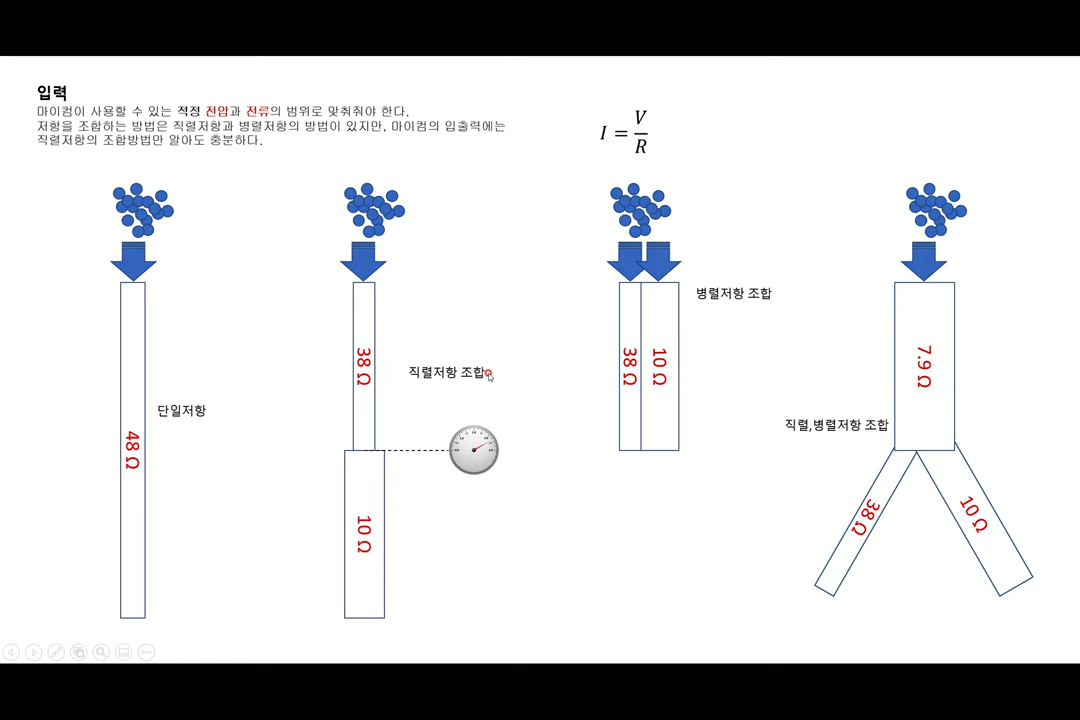 입력
마이컴이 사용할 수 있는 적정 전압과 전류의 범위로 맞춰줘야 한다.
저항을 조합하는 방법은 직렬저항과 병렬저항의 방법이 있지만, 마이컴의 입출력에는
직렬저항의 조합방법만 알아도 충분하다.
I = V/R
단일저항
48 Ω
직렬저항 조합
38 Ω
10 Ω
병렬저항 조합
38 Ω
10 Ω
직렬,병렬저항 조합
7.9 Ω
38 Ω
10 Ω